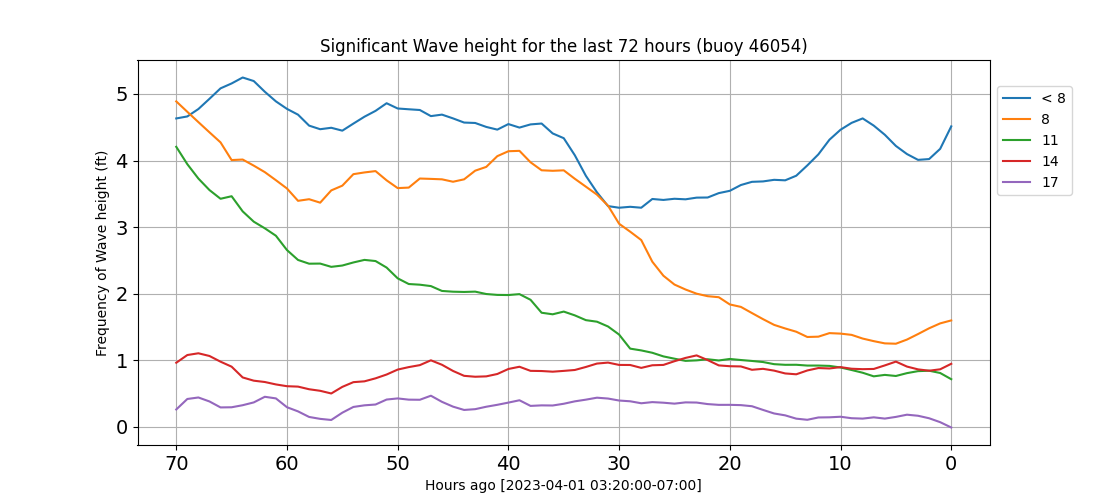 Significant Wave height for the last 72 hours (buoy 46054)
Frequency of Wave height (ft)
5
4
3
2
1
0
70 60 50 40 30 20 10 0
Hours ago [2023-04-01 03:20:00-07:00]
< 8
8
11
14
17